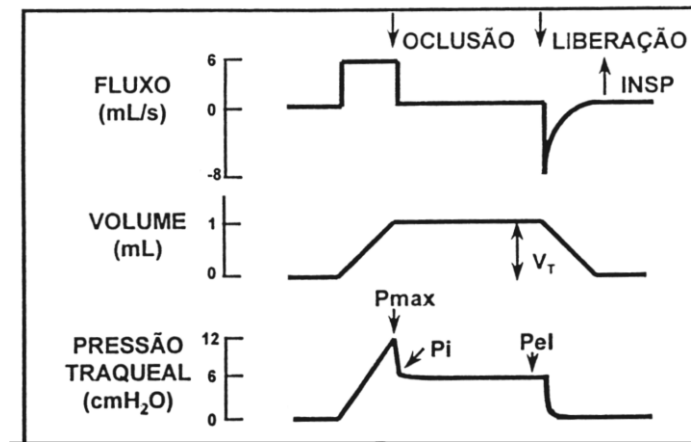 OCLUSÃO LIBERAÇÃO
6
FLUXO
(mL/s)
INSP
0
-8
VOLUME
(mL)
1
0
V_T
Pmax
12
PRESSÃO
TRAQUEAL
(cmH₂O)
Pi
Pel
6
0